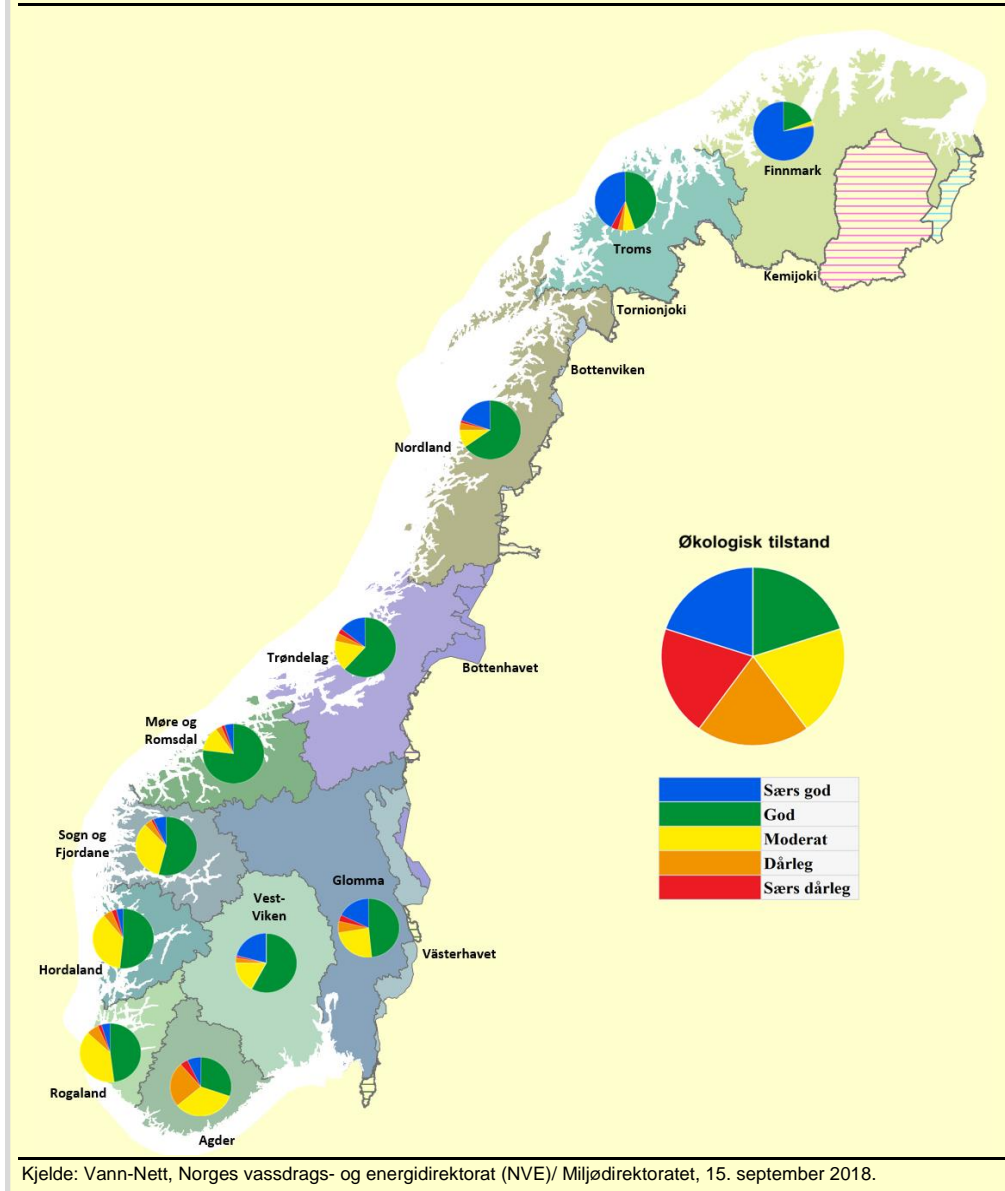 Finnmark
Troms
Kemijoki
Tornionjoki
Bottenviken
Nordland
Økologisk tilstand
Trøndelag
Bottenhavet
Møre og
Romsdal
Særs god
God
Moderat
Dårleg
Særs dårleg
Sogn og
Fjordane
Glomma
Vest-
Viken
Hordaland
Västerhavet
Rogaland
Agder
Kjelde: Vann-Nett, Norges vassdrags- og energidirektorat (NVE)/ Miljødirektoratet, 15. september 2018.